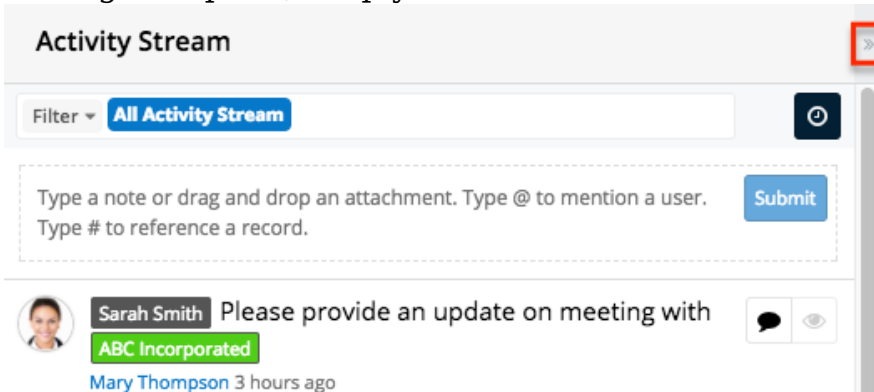 Activity Stream
»
Filter All Activity Stream
Type a note or drag and drop an attachment. Type @ to mention a user. Submit
Type # to reference a record.
Sarah Smith Please provide an update on meeting with
ABC Incorporated
Mary Thompson 3 hours ago